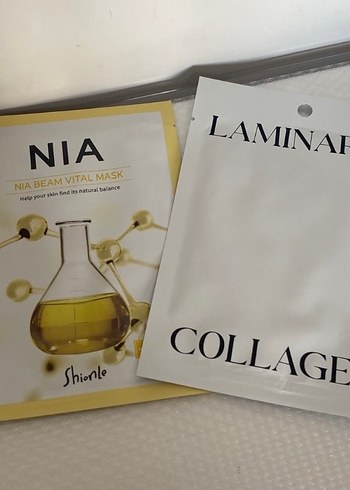 NIA
NIA BEAM VITAL MASK
Help your skin find its natural balance
Shionle
LAMINAR
COLLAGE